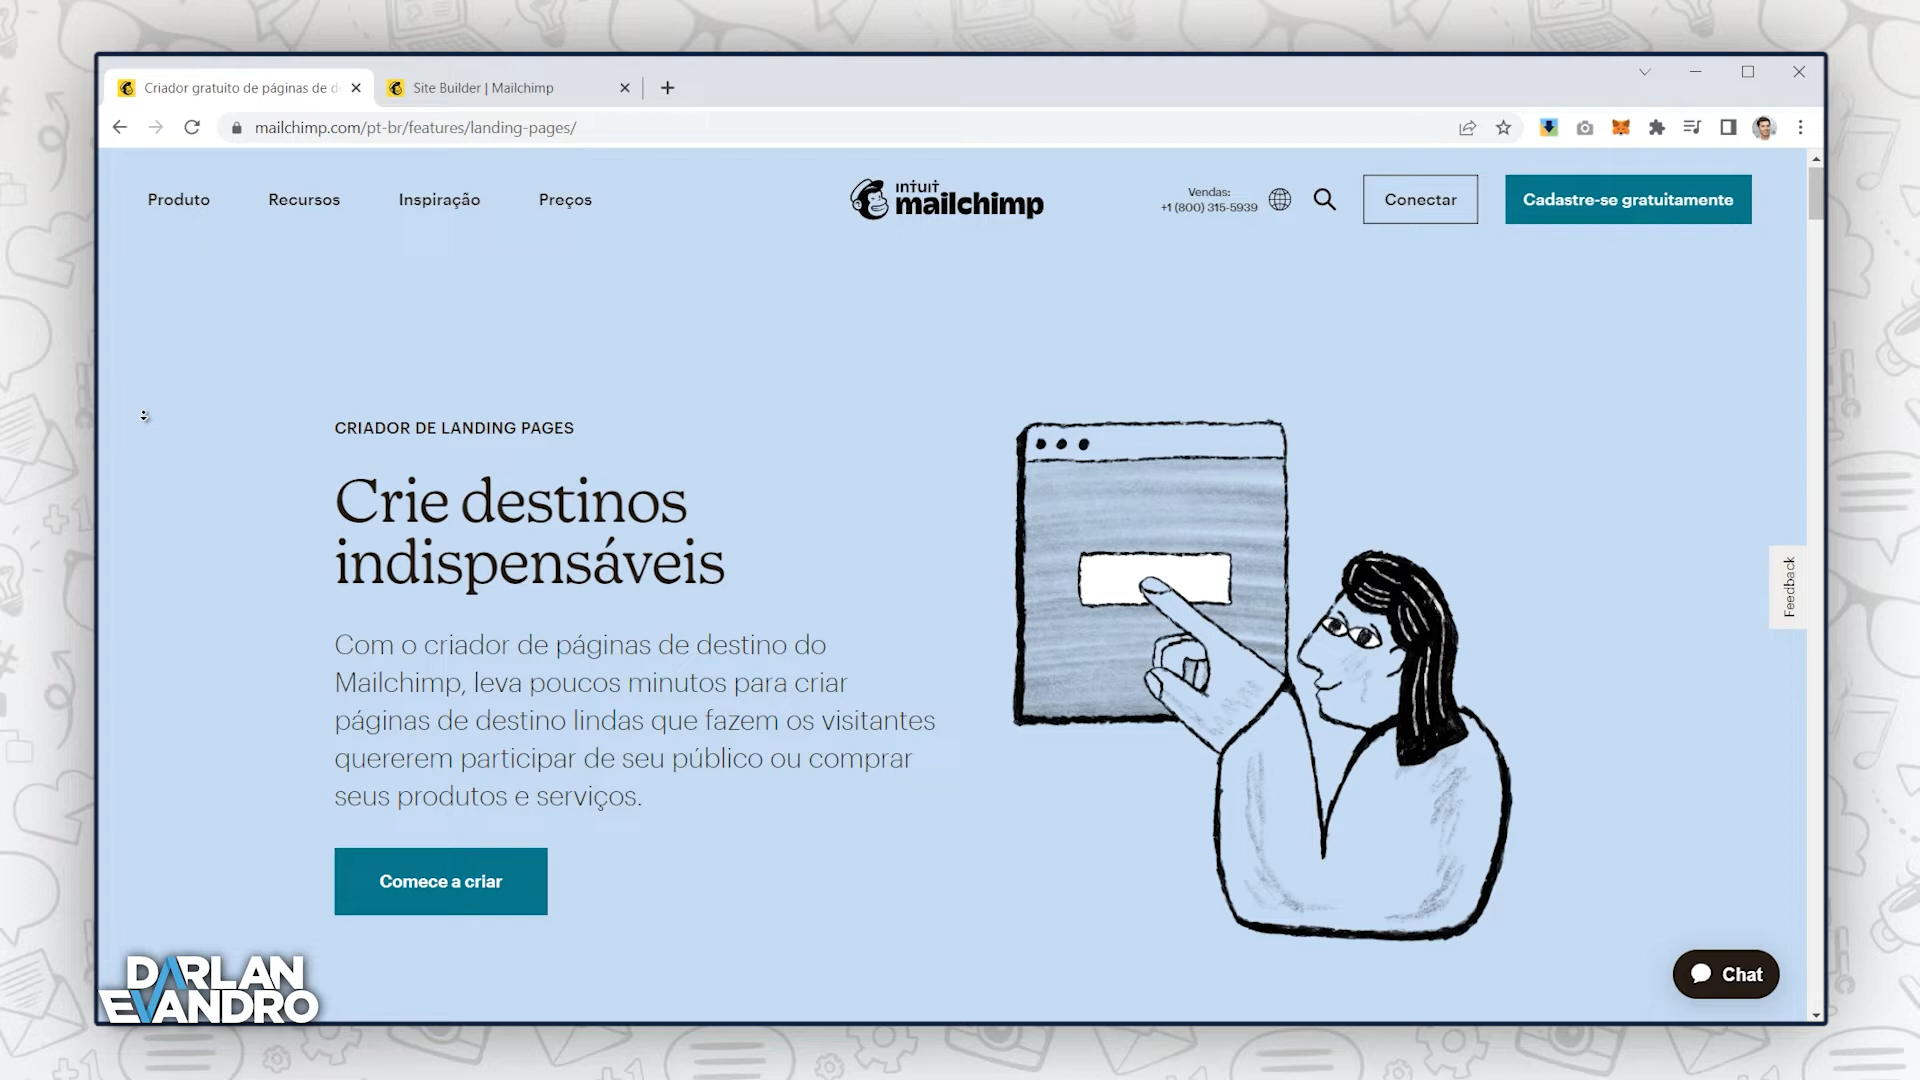 Criador gratuito de páginas de d
Site Builder | Mailchimp
mailchimp.com/pt-br/features/landing-pages/
Produto
Recursos
Inspiração
Preços
INTUIT
mailchimp
Vendas:
+1 (800) 315-5939
Conectar
Cadastre-se gratuitamente
CRIADOR DE LANDING PAGES
Crie destinos
indispensáveis
Com o criador de páginas de destino do
Mailchimp, leva poucos minutos para criar
páginas de destino lindas que fazem os visitantes
quererem participar de seu público ou comprar
seus produtos e serviços.
Comece a criar
Feedback
Chat
DARLAN
EVANDRO